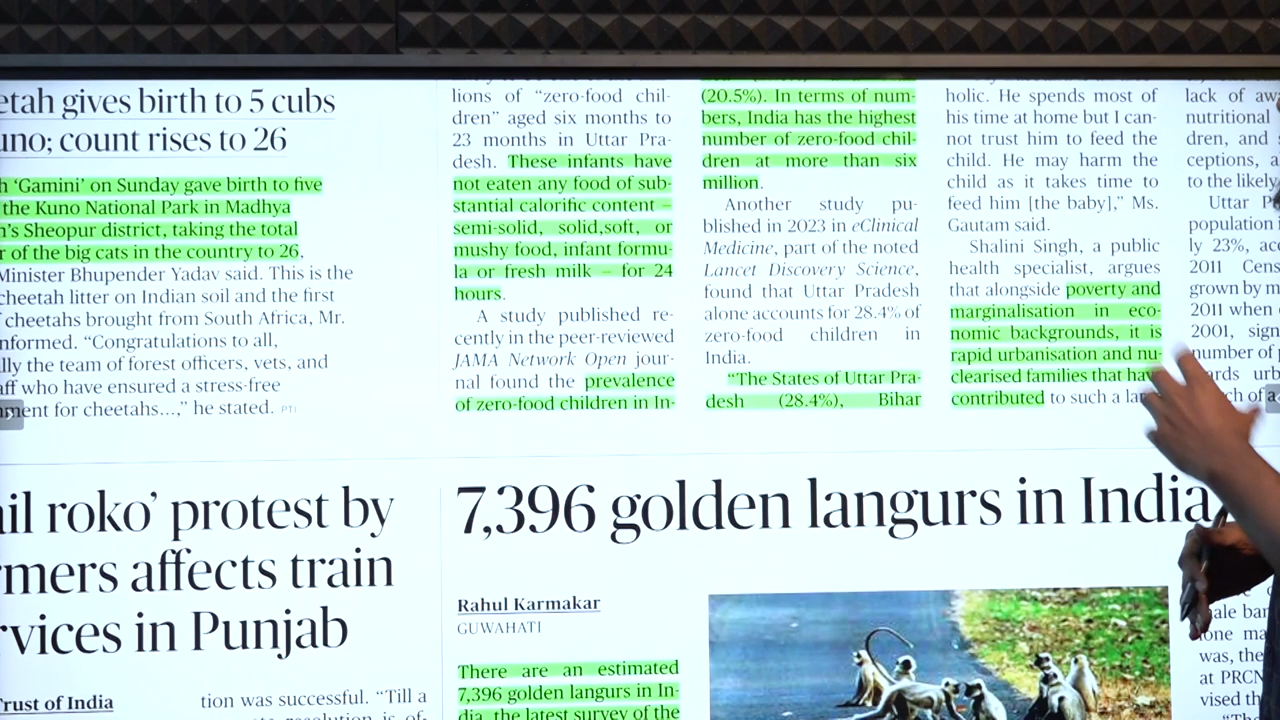 etah gives birth to 5 cubs
uno; count rises to 26
h ‘Gamini’ on Sunday gave birth to five
the Kuno National Park in Madhya
n’s Sheopur district, taking the total
r of the big cats in the country to 26,
Minister Bhupender Yadav said. This is the
cheetah litter on Indian soil and the first
cheetahs brought from South Africa, Mr.
nformed. “Congratulations to all,
lly the team of forest officers, vets, and
aff who have ensured a stress-free
nment for cheetahs...,” he stated. PTI
lions of “zero-food chil-
dren” aged six months to
23 months in Uttar Pra-
desh. These infants have
not eaten any food of sub-
stantial calorific content –
semi-solid, solid,soft, or
mushy food, infant formu-
la or fresh milk – for 24
hours.
A study published re-
cently in the peer-reviewed
JAMA Network Open jour-
nal found the prevalence
of zero-food children in In-
(20.5%). In terms of num-
bers, India has the highest
number of zero-food chil-
dren at more than six
million.
Another study pu-
blished in 2023 in eClinical
Medicine, part of the noted
Lancet Discovery Science,
found that Uttar Pradesh
alone accounts for 28.4% of
zero-food children in
India.
“The States of Uttar Pra-
desh (28.4%), Bihar
holic. He spends most of
his time at home but I can-
not trust him to feed the
child. He may harm the
child as it takes time to
feed him [the baby],” Ms.
Gautam said.
Shalini Singh, a public
health specialist, argues
that alongside poverty and
marginalisation in eco-
nomic backgrounds, it is
rapid urbanisation and nu-
clearised families that have
contributed to such a lar
lack of aw
nutritional
dren, and
ceptions, a
to the likely
Uttar P
population
ly 23%, acc
2011 Cens
grown by m
2011 when
2001, sign
number of
rds urb
ch of a
ail roko’ protest by
rmers affects train
rvices in Punjab
Trust of India
tion was successful. “Till a
7,396 golden langurs in India
Rahul Karmakar
GUWAHATI
There are an estimated
7,396 golden langurs in In-
dia, the latest survey of the
ale bar
one ma
was, the
at PRCN
vised th